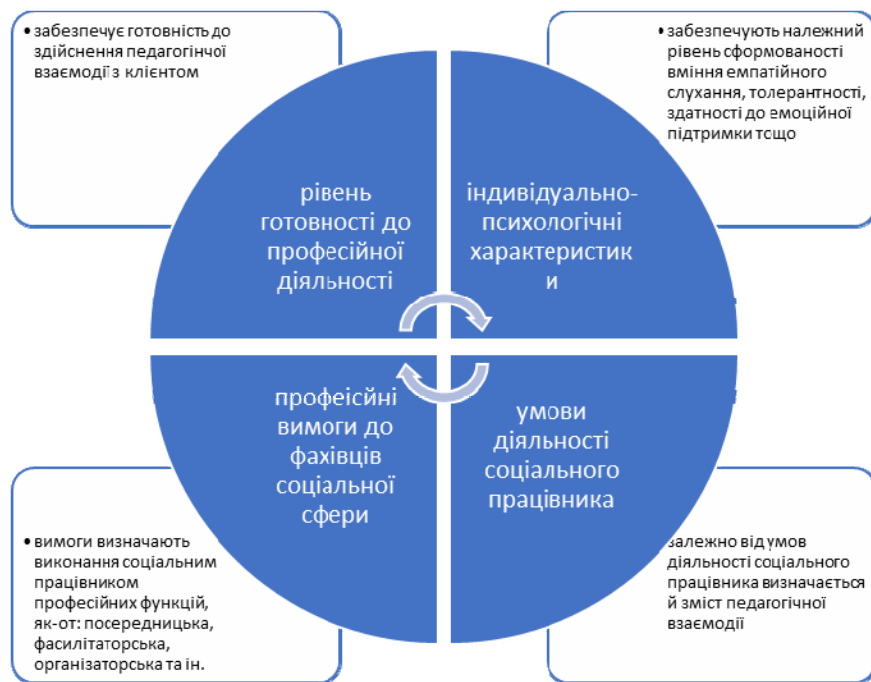 • забезпечує готовність до
здійснення педагогінчої
взаємодії з клієнтом
• забезпечують належний
рівень сформованості
вміння емпатійного
слухання, толерантності,
здатності до емоційної
підтримки тощо
рівень
готовності до
професійної
діяльності
індивідуально-
психологічні
характеристик
и
профеісйні
вимоги до
фахівців
соціальної
сфери
умови
діяльності
соціального
працівника
• вимоги визначають
виконання соціальним
працівником
професійних функцій,
як-от: посередницька,
фасилітаторська,
організаторська та ін.
залежно від умов
діяльності соціального
працівника визначається
й зміст педагогічної
взаємодії